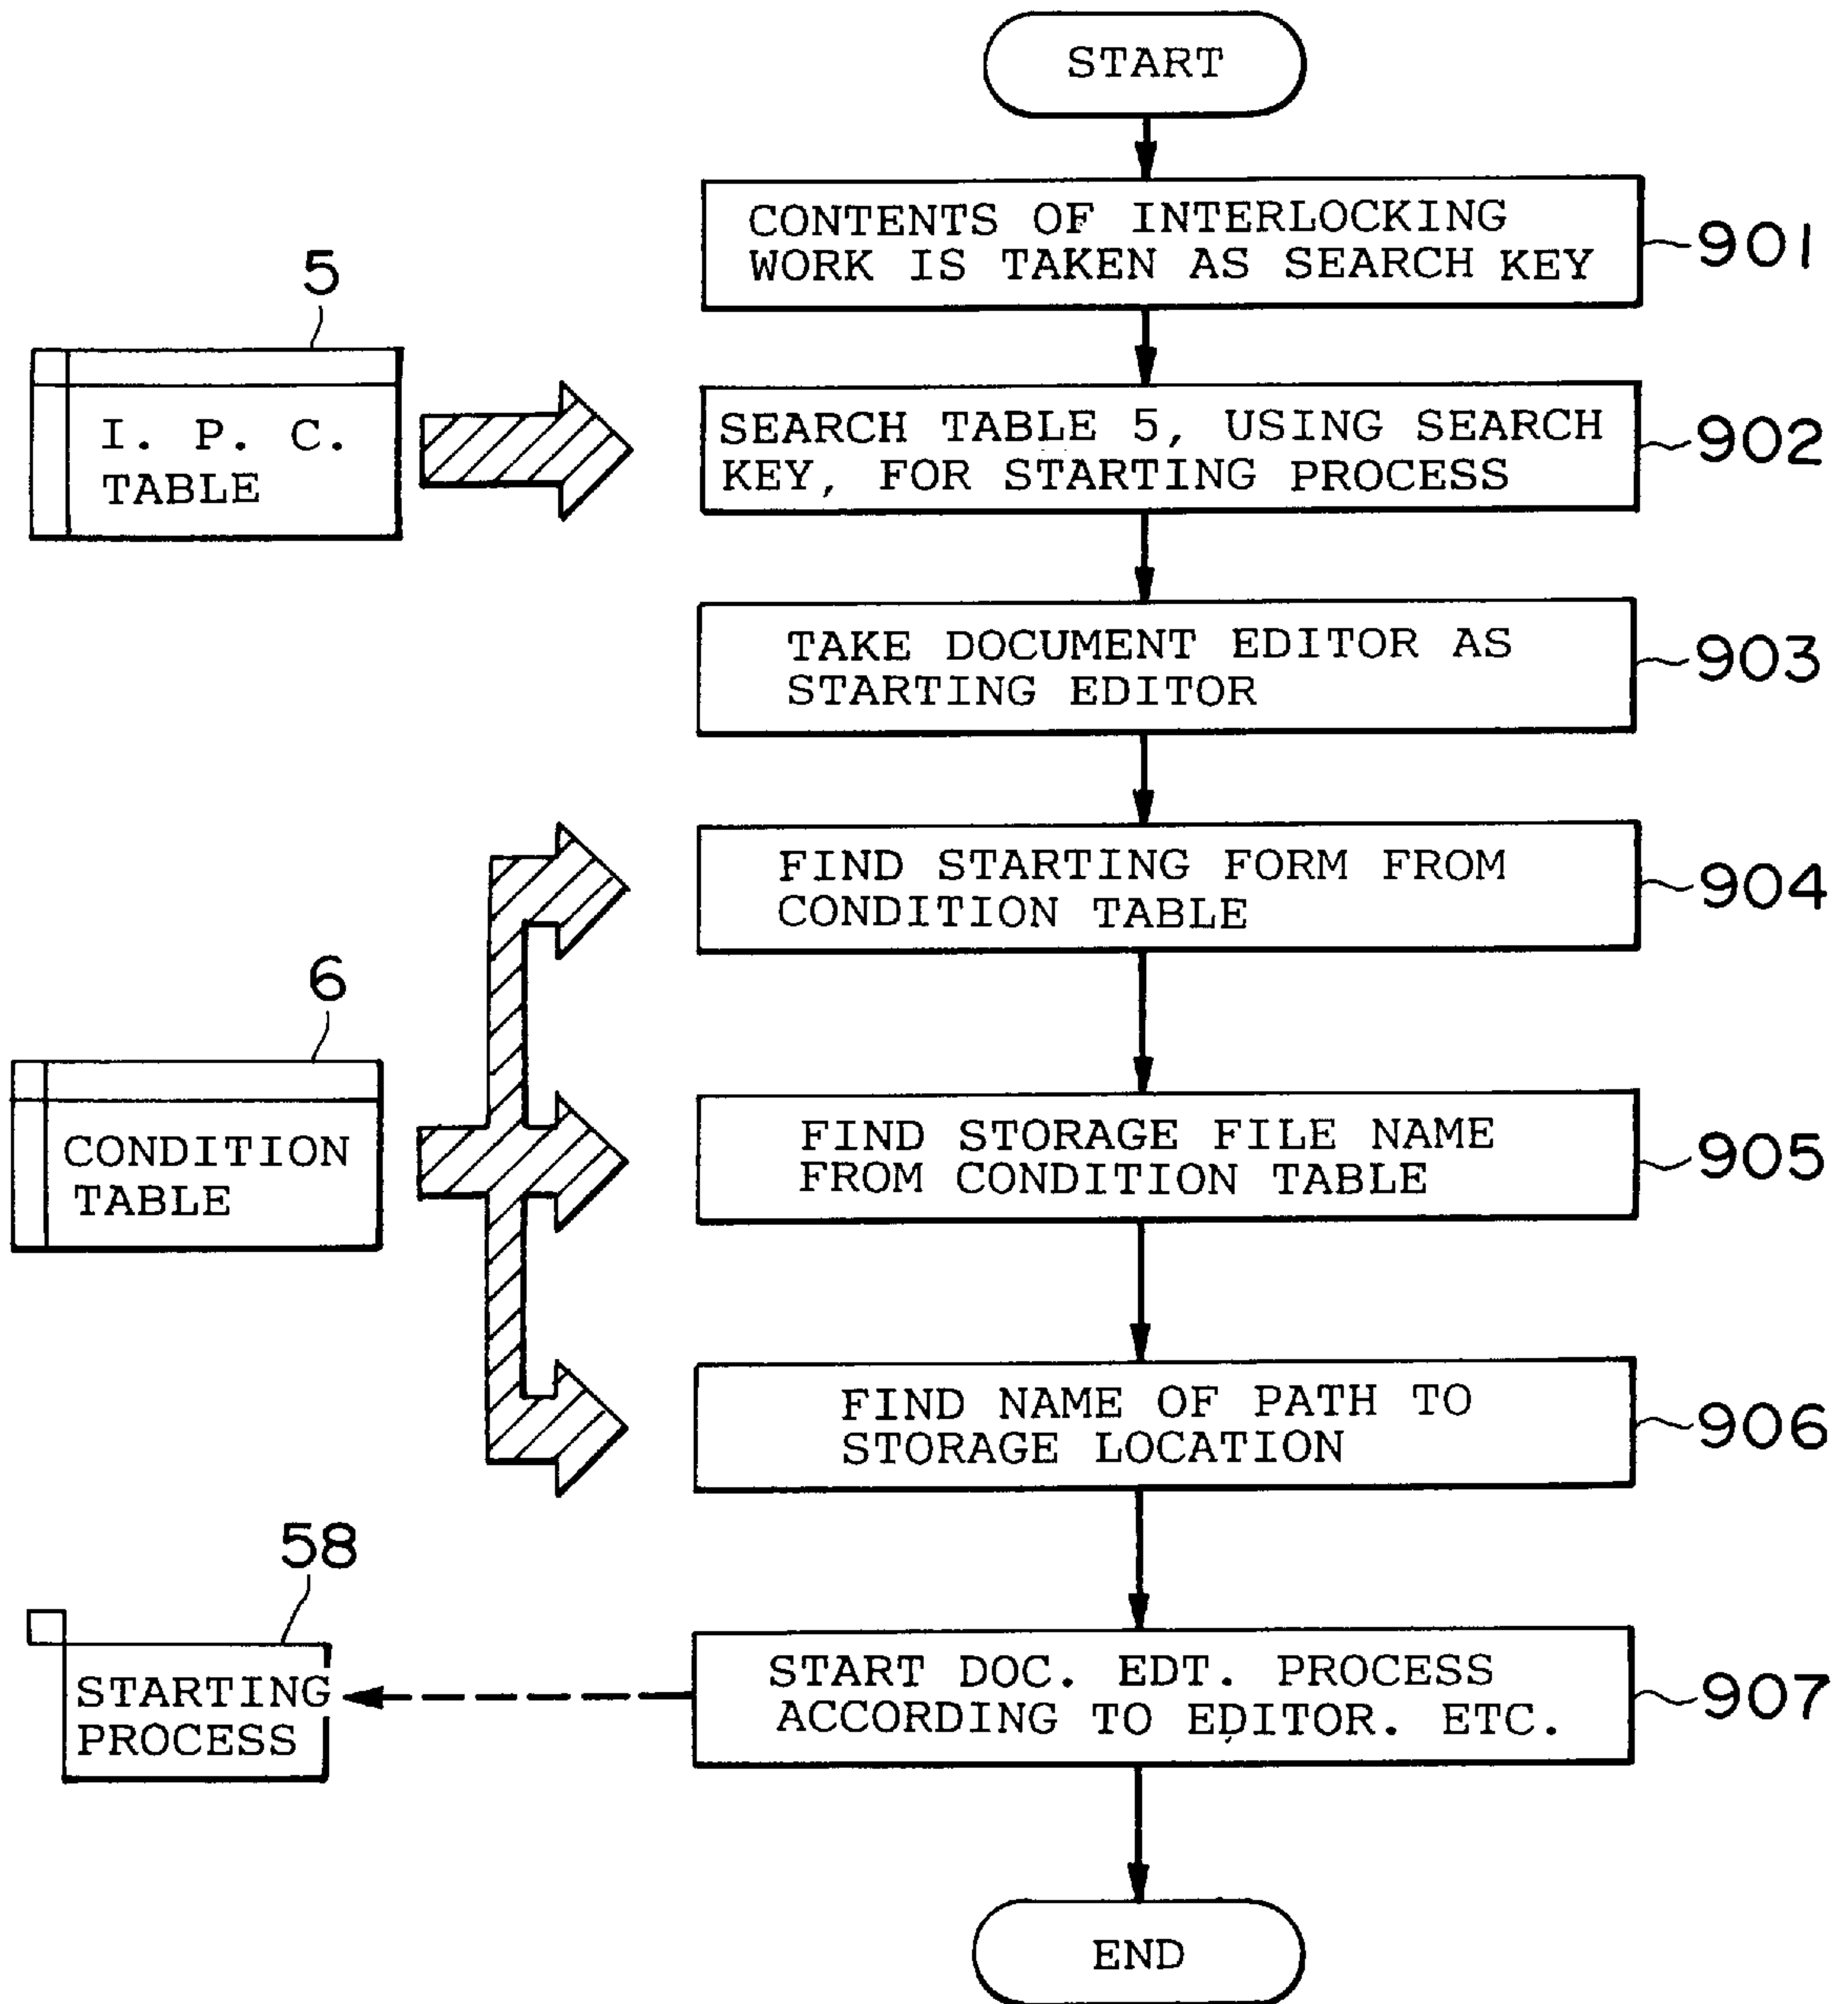 START
CONTENTS OF INTERLOCKING
WORK IS TAKEN AS SEARCH KEY
901
5
I. P. C.
TABLE
SEARCH TABLE 5, USING SEARCH
KEY, FOR STARTING PROCESS
902
TAKE DOCUMENT EDITOR AS
STARTING EDITOR
903
FIND STARTING FORM FROM
CONDITION TABLE
904
6
CONDITION
TABLE
FIND STORAGE FILE NAME
FROM CONDITION TABLE
905
FIND NAME OF PATH TO
STORAGE LOCATION
906
58
STARTING
PROCESS
START DOC. EDT. PROCESS
ACCORDING TO EDITOR. ETC.
907
END